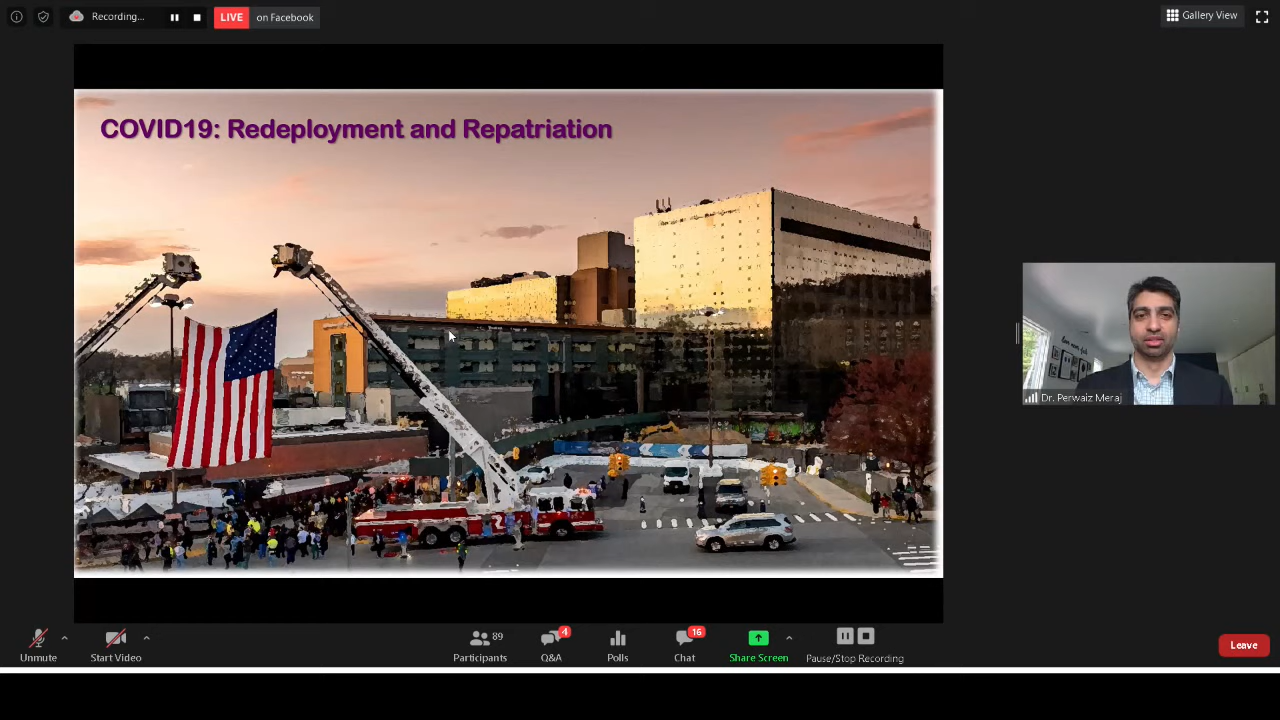 Recording...
LIVE on Facebook
Gallery View
COVID19: Redeployment and Repatriation
Dr. Perwaiz Meraj
89
4
16
Unmute
Start Video
Participants
Q&A
Polls
Chat
Share Screen
Pause/Stop Recording
Leave